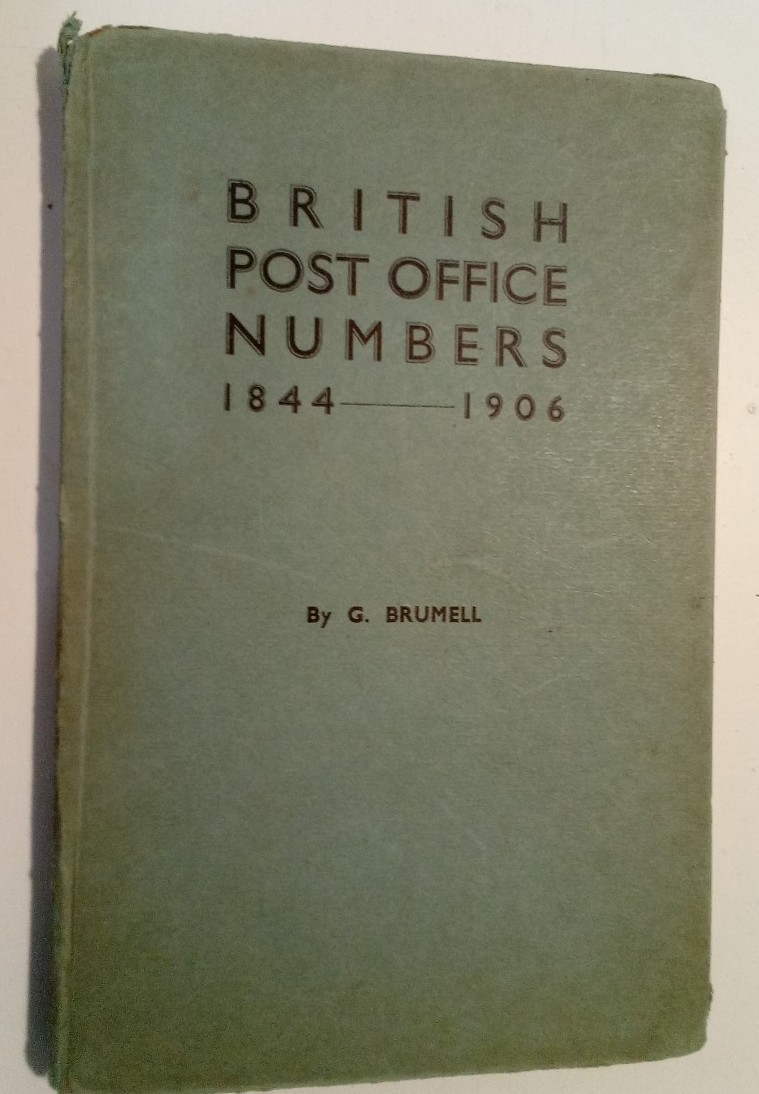 BRITISH
POST OFFICE
NUMBERS
1844——1906
By G. BRUMELL